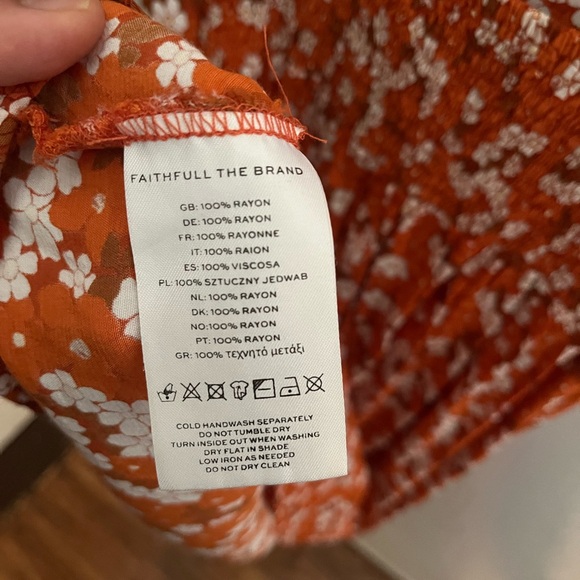 FAITHFULL THE BRAND
GB: 100% RAYON
DE: 100% RAYON
FR: 100% RAYONNE
IT: 100% RAION
ES: 100% VISCOSA
PL: 100% SZTUCZNY JEDWAB
NL: 100% RAYON
DK: 100% RAYON
NO: 100% RAYON
PT: 100% RAYON
GR: 100% τεχνητό μετάξι
COLD HANDWASH SEPARATELY
DO NOT TUMBLE DRY
TURN INSIDE OUT WHEN WASHING
DRY FLAT IN SHADE
LOW IRON AS NEEDED
DO NOT DRY CLEAN